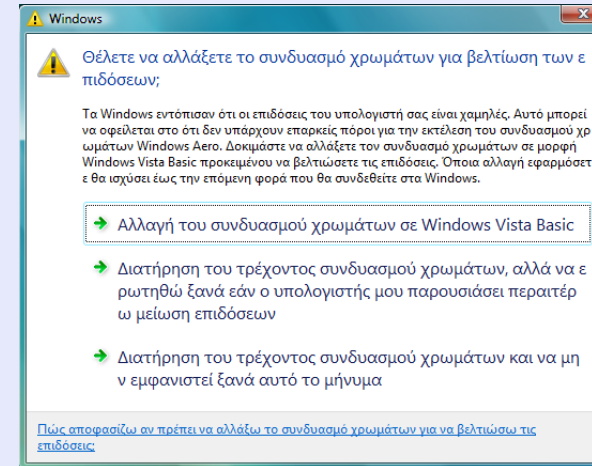 Windows
Θέλετε να αλλάξετε το συνδυασμό χρωμάτων για βελτίωση των ε
πιδόσεων;
Τα Windows εντόπισαν ότι οι επιδόσεις του υπολογιστή σας είναι χαμηλές. Αυτό μπορεί
να οφείλεται στο ότι δεν υπάρχουν επαρκείς πόροι για την εκτέλεση του συνδυασμού χρ
ωμάτων Windows Aero. Δοκιμάστε να αλλάξετε τον συνδυασμό χρωμάτων σε μορφή
Windows Vista Basic προκειμένου να βελτιώσετε τις επιδόσεις. Όποια αλλαγή εφαρμόσετ
ε θα ισχύσει έως την επόμενη φορά που θα συνδεθείτε στα Windows.
Αλλαγή του συνδυασμού χρωμάτων σε Windows Vista Basic
Διατήρηση του τρέχοντος συνδυασμού χρωμάτων, αλλά να ε
ρωτηθώ ξανά εάν ο υπολογιστής μου παρουσιάσει περαιτέρ
ω μείωση επιδόσεων
Διατήρηση του τρέχοντος συνδυασμού χρωμάτων και να μη
ν εμφανιστεί ξανά αυτό το μήνυμα
Πώς αποφασίζω αν πρέπει να αλλάξω το συνδυασμό χρωμάτων για να βελτιώσω τις
επιδόσεις;